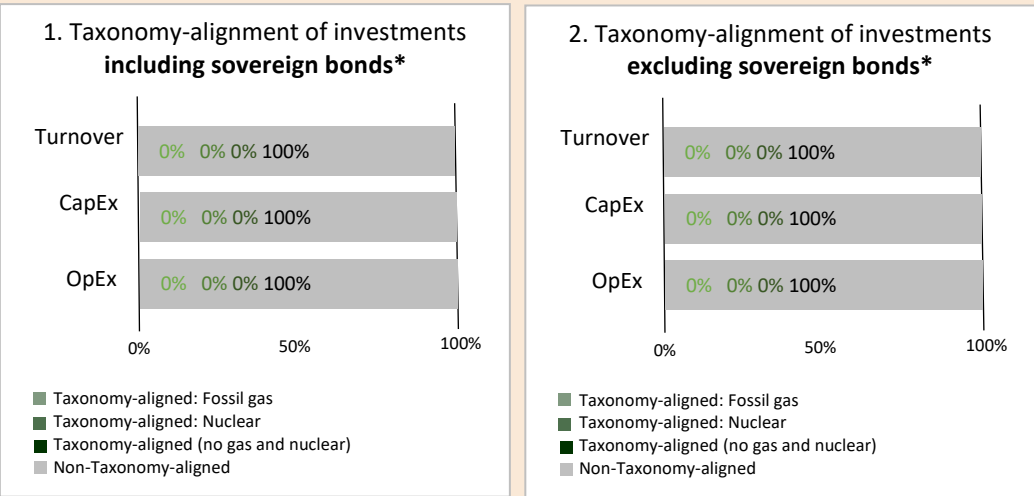 1. Taxonomy-alignment of investments
including sovereign bonds*
Turnover 0% 0% 0% 100%
CapEx 0% 0% 0% 100%
OpEx 0% 0% 0% 100%
0% 50% 100%
Taxonomy-aligned: Fossil gas
Taxonomy-aligned: Nuclear
Taxonomy-aligned (no gas and nuclear)
Non-Taxonomy-aligned
2. Taxonomy-alignment of investments
excluding sovereign bonds*
Turnover 0% 0% 0% 100%
CapEx 0% 0% 0% 100%
OpEx 0% 0% 0% 100%
0% 50% 100%
Taxonomy-aligned: Fossil gas
Taxonomy-aligned: Nuclear
Taxonomy-aligned (no gas and nuclear)
Non-Taxonomy-aligned